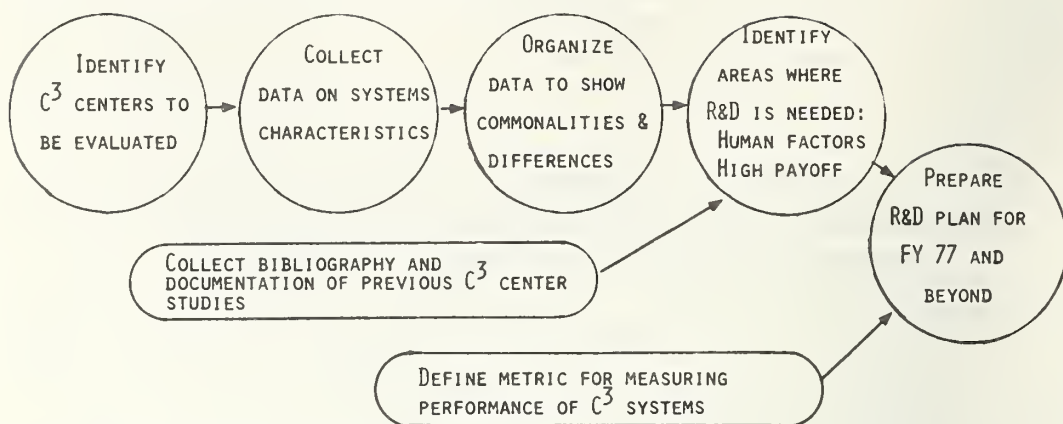 IDENTIFY
C³ CENTERS TO
BE EVALUATED
COLLECT
DATA ON SYSTEMS
CHARACTERISTICS
ORGANIZE
DATA TO SHOW
COMMONALITIES &
DIFFERENCES
IDENTIFY
AREAS WHERE
R&D IS NEEDED:
HUMAN FACTORS
HIGH PAYOFF
PREPARE
R&D PLAN FOR
FY 77 AND
BEYOND
COLLECT BIBLIOGRAPHY AND
DOCUMENTATION OF PREVIOUS C³ CENTER
STUDIES
DEFINE METRIC FOR MEASURING
PERFORMANCE OF C³ SYSTEMS